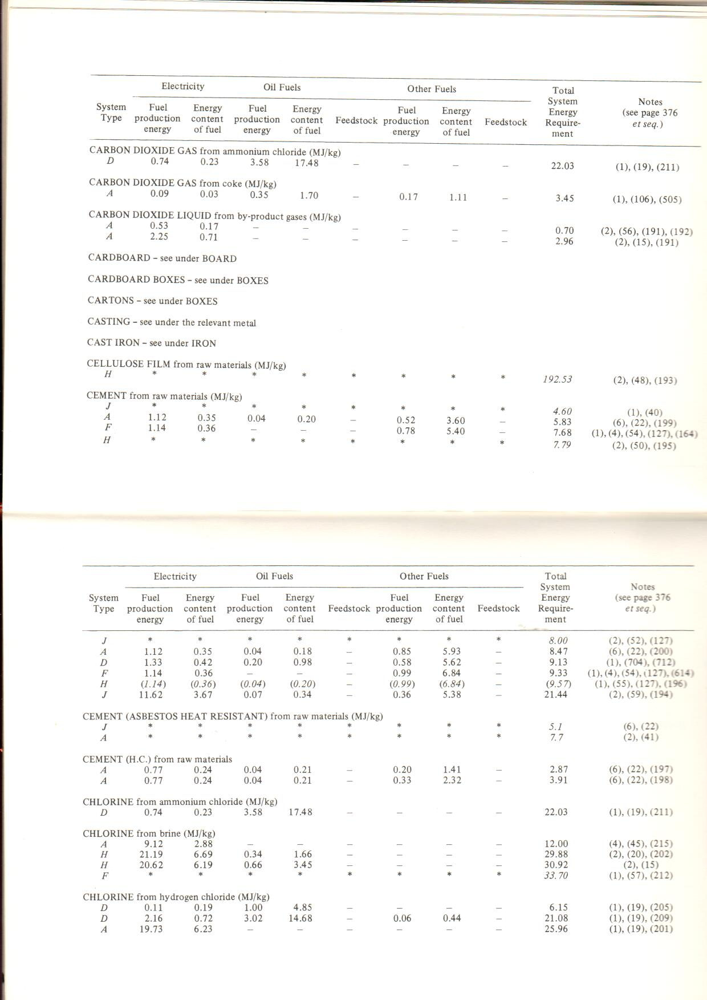 Electricity Oil Fuels Other Fuels Total
System Type Fuel production energy Energy content of fuel Fuel production energy Energy content of fuel Feedstock Fuel production energy Energy content of fuel Feedstock System Energy Require- ment Notes (see page 376 et seq.)
CARBON DIOXIDE GAS from ammonium chloride (MJ/kg)
D 0.74 0.23 3.58 17.48 – – – – 22.03 (1), (19), (211)
CARBON DIOXIDE GAS from coke (MJ/kg)
A 0.09 0.03 0.35 1.70 – 0.17 1.11 – 3.45 (1), (106), (505)
CARBON DIOXIDE LIQUID from by-product gases (MJ/kg)
A 0.53 0.17 – – – – – – 0.70 (2), (56), (191), (192)
A 2.25 0.71 – – – – – – 2.96 (2), (15), (191)
CARDBOARD – see under BOARD
CARDBOARD BOXES – see under BOXES
CARTONS – see under BOXES
CASTING – see under the relevant metal
CAST IRON – see under IRON
CELLULOSE FILM from raw materials (MJ/kg)
H * * * * * * * * 192.53 (2), (48), (193)
CEMENT from raw materials (MJ/kg)
J * * * * * * * * 4.60 (1), (40)
A 1.12 0.35 0.04 0.20 – 0.52 3.60 – 5.83 (6), (22), (199)
F 1.14 0.36 – – – 0.78 5.40 – 7.68 (1), (4), (54), (127), (164)
H * * * * * * * * 7.79 (2), (50), (195)
Electricity Oil Fuels Other Fuels Total
System Type Fuel production energy Energy content of fuel Fuel production energy Energy content of fuel Feedstock Fuel production energy Energy content of fuel Feedstock System Energy Require- ment Notes (see page 376 et seq.)
J * * * * * * * * 8.00 (2), (52), (127)
A 1.12 0.35 0.04 0.18 – 0.85 5.93 – 8.47 (6), (22), (200)
D 1.33 0.42 0.20 0.98 – 0.58 5.62 – 9.13 (1), (704), (712)
F 1.14 0.36 – – – 0.99 6.84 – 9.33 (1), (4), (54), (127), (614)
H (1.14) (0.36) (0.04) (0.20) – (0.99) (6.84) – (9.57) (1), (55), (127), (196)
J 11.62 3.67 0.07 0.34 – 0.36 5.38 – 21.44 (2), (59), (194)
CEMENT (ASBESTOS HEAT RESISTANT) from raw materials (MJ/kg)
J * * * * * * * * 5.1 (6), (22)
A * * * * * * * * 7.7 (2), (41)
CEMENT (H.C.) from raw materials
A 0.77 0.24 0.04 0.21 – 0.20 1.41 – 2.87 (6), (22), (197)
A 0.77 0.24 0.04 0.21 – 0.33 2.32 – 3.91 (6), (22), (198)
CHLORINE from ammonium chloride (MJ/kg)
D 0.74 0.23 3.58 17.48 – – – – 22.03 (1), (19), (211)
CHLORINE from brine (MJ/kg)
A 9.12 2.88 – – – – – – 12.00 (4), (45), (215)
H 21.19 6.69 0.34 1.66 – – – – 29.88 (2), (20), (202)
H 20.62 6.19 0.66 3.45 – – – – 30.92 (2), (15)
F * * * * * * * * 33.70 (1), (57), (212)
CHLORINE from hydrogen chloride (MJ/kg)
D 0.11 0.19 1.00 4.85 – – – – 6.15 (1), (19), (205)
D 2.16 0.72 3.02 14.68 – 0.06 0.44 – 21.08 (1), (19), (209)
A 19.73 6.23 – – – – – – 25.96 (1), (19), (201)